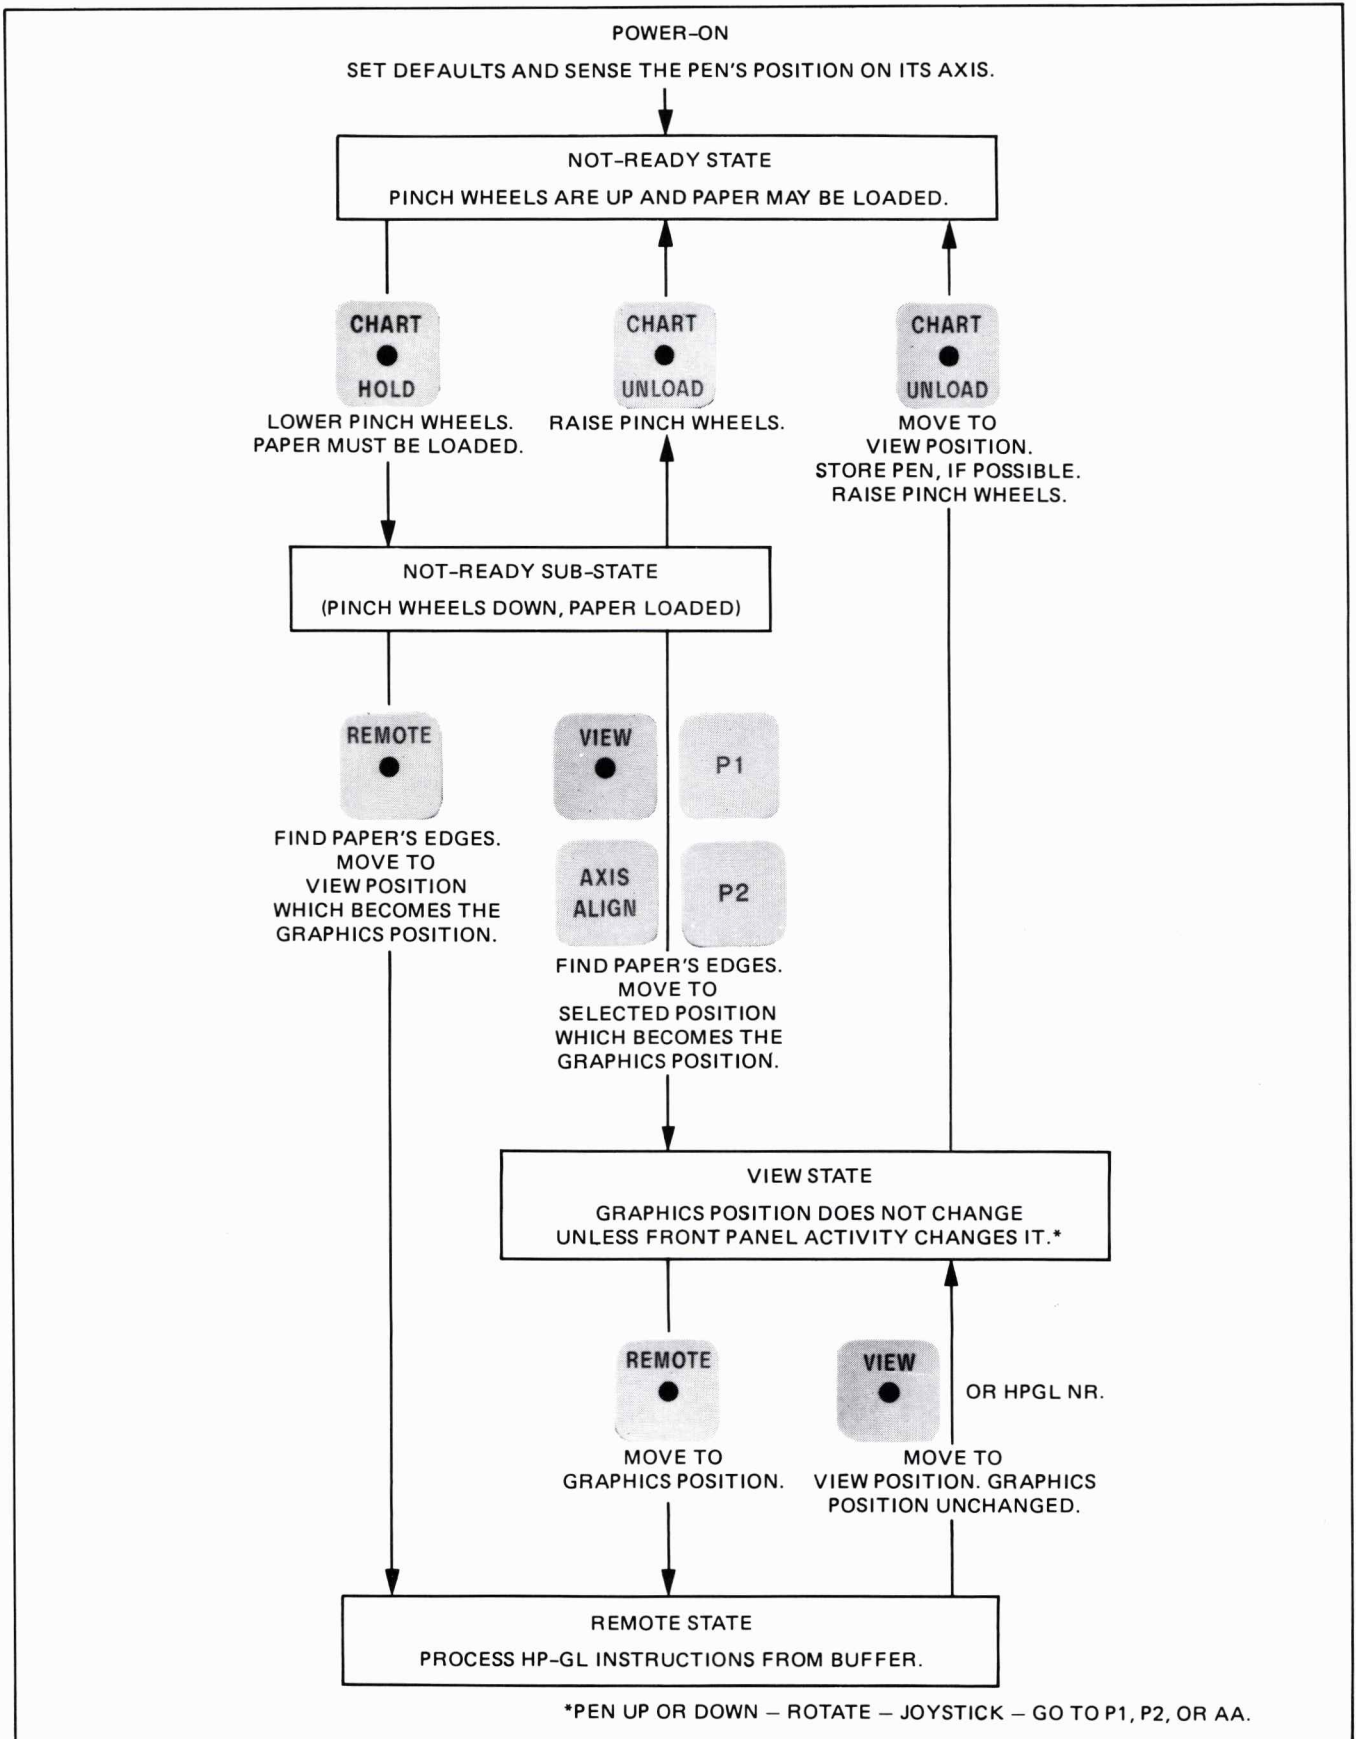 POWER–ON
SET DEFAULTS AND SENSE THE PEN'S POSITION ON ITS AXIS.
NOT–READY STATE
PINCH WHEELS ARE UP AND PAPER MAY BE LOADED.
CHART
HOLD
LOWER PINCH WHEELS.
PAPER MUST BE LOADED.
CHART
UNLOAD
RAISE PINCH WHEELS.
CHART
UNLOAD
MOVE TO
VIEW POSITION.
STORE PEN, IF POSSIBLE.
RAISE PINCH WHEELS.
NOT–READY SUB–STATE
(PINCH WHEELS DOWN, PAPER LOADED)
REMOTE
FIND PAPER'S EDGES.
MOVE TO
VIEW POSITION
WHICH BECOMES THE
GRAPHICS POSITION.
VIEW
P1
AXIS
ALIGN
P2
FIND PAPER'S EDGES.
MOVE TO
SELECTED POSITION
WHICH BECOMES THE
GRAPHICS POSITION.
VIEW STATE
GRAPHICS POSITION DOES NOT CHANGE
UNLESS FRONT PANEL ACTIVITY CHANGES IT.*
REMOTE
MOVE TO
GRAPHICS POSITION.
VIEW
OR HPGL NR.
MOVE TO
VIEW POSITION. GRAPHICS
POSITION UNCHANGED.
REMOTE STATE
PROCESS HP–GL INSTRUCTIONS FROM BUFFER.
*PEN UP OR DOWN — ROTATE — JOYSTICK — GO TO P1, P2, OR AA.